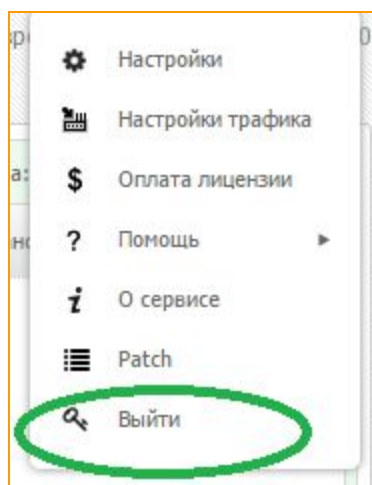 Настройки
Настройки трафика
$ Оплата лицензии
? Помощь
i О сервисе
Patch
Выйти